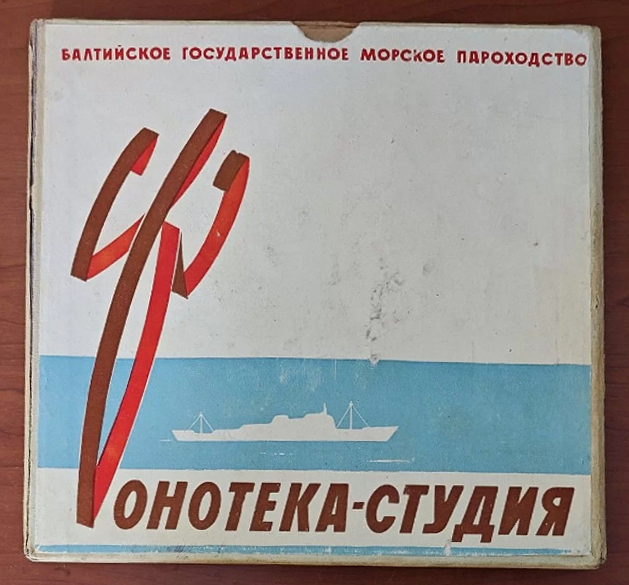 БАЛТИЙСКОЕ ГОСУДАРСТВЕННОЕ МОРСКОЕ ПАРОХОДСТВО
ФОНОТЕКА-СТУДИЯ